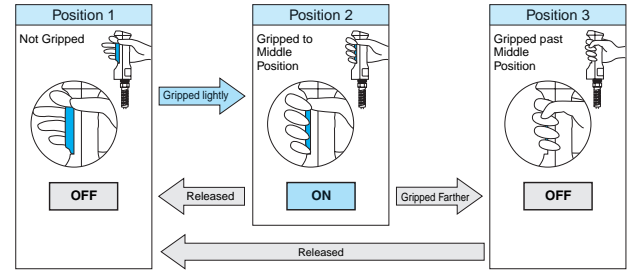 Position 1
Not Gripped
OFF
Gripped lightly
Released
Position 2
Gripped to
Middle
Position
ON
Gripped Farther
Position 3
Gripped past
Middle
Position
OFF
Released